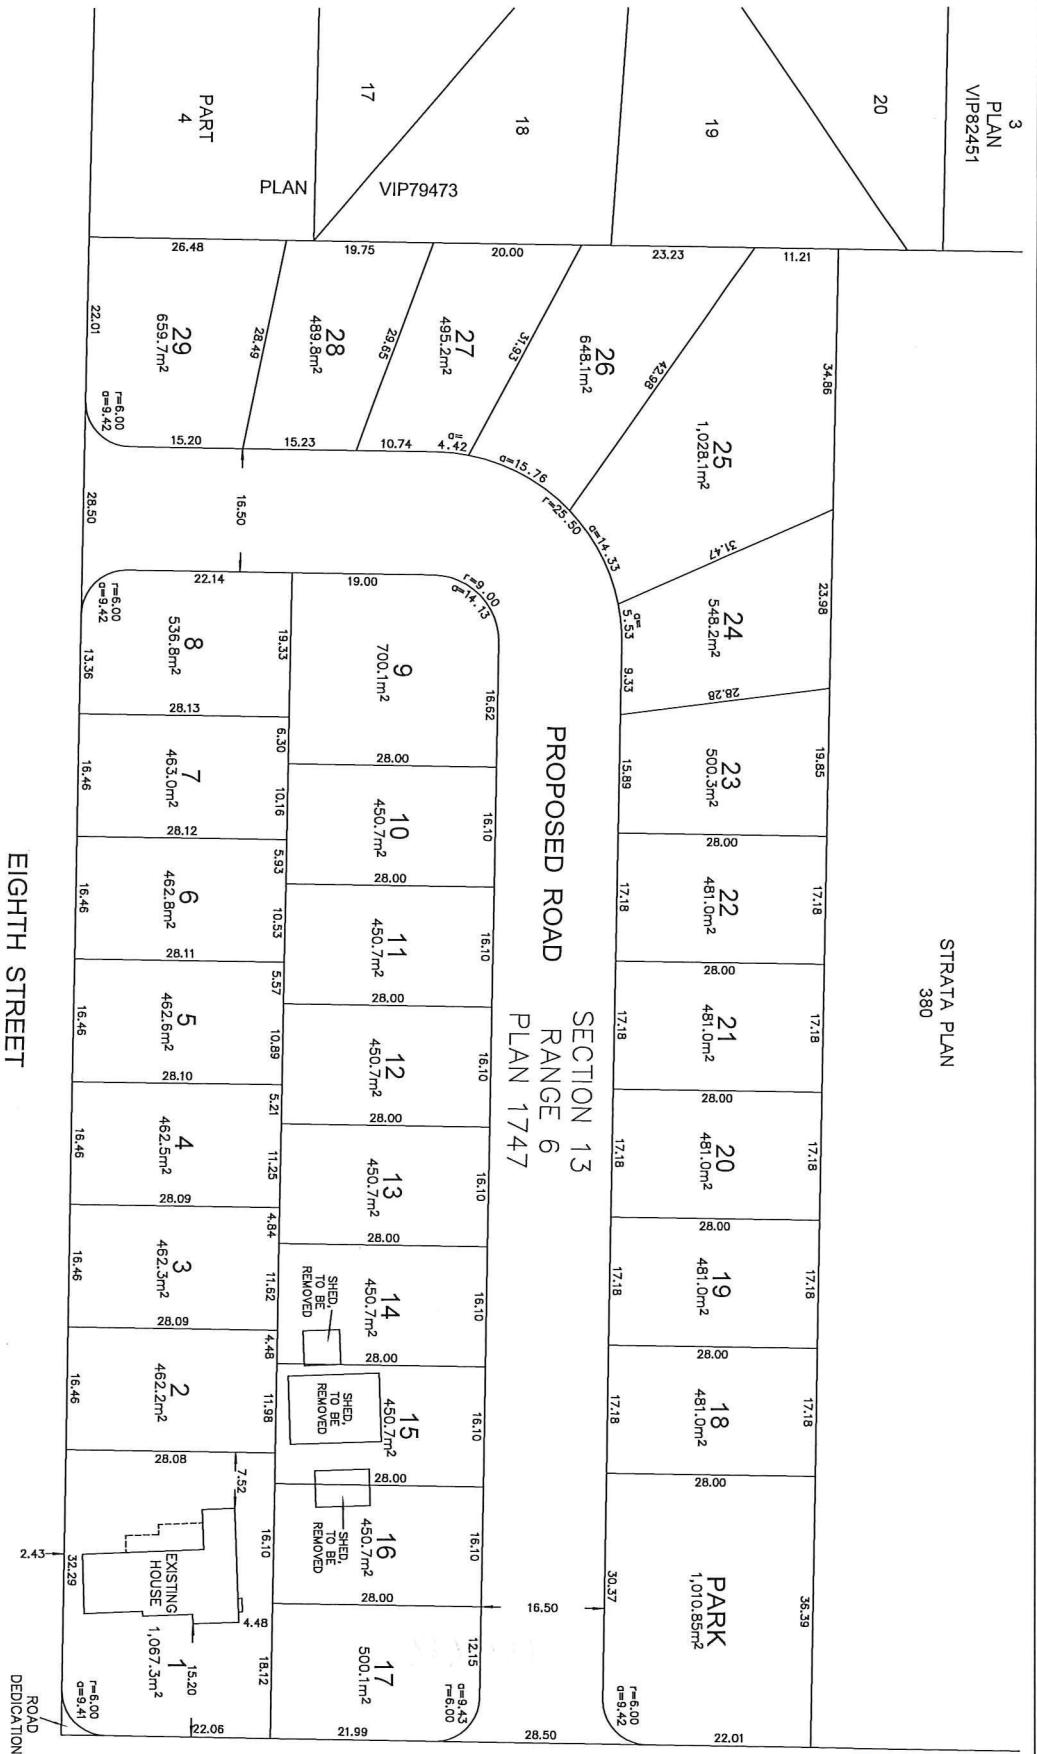 3
PLAN
VIP82451
20
19
18
17
PART
4
PLAN
VIP79473
26.48
19.75
20.00
23.23
11.21
22.01
29
659.7m²
28.49
28
489.8m²
29.65
27
495.2m²
31.93
26
648.1m²
42.98
25
1,028.1m²
34.86
r=6.00
a=9.42
15.20
15.23
10.74
a=
4.42
a=15.76
r=25.50
a=14.33
31.47
28.50
16.50
24
548.2m²
23.98
a=
5.53
9.33
28.28
r=6.00
a=9.42
22.14
19.00
r=9.00
a=14.13
8
536.8m²
13.36
19.33
28.13
9
700.1m²
16.62
28.00
23
500.3m²
19.85
15.89
28.00
7
463.0m²
16.46
6.30
10.16
28.12
10
450.7m²
16.10
28.00
22
481.0m²
17.18
17.18
28.00
6
462.8m²
16.46
5.93
10.53
28.11
11
450.7m²
16.10
28.00
21
481.0m²
17.18
17.18
28.00
5
462.6m²
16.46
5.57
10.89
28.10
12
450.7m²
16.10
28.00
20
481.0m²
17.18
17.18
28.00
4
462.5m²
16.46
5.21
11.25
28.09
13
450.7m²
16.10
28.00
19
481.0m²
17.18
17.18
28.00
3
462.3m²
16.46
4.84
11.62
28.09
14
450.7m²
16.10
28.00
SHED,
TO BE
REMOVED
18
481.0m²
17.18
17.18
28.00
2
462.2m²
16.46
4.48
11.98
28.08
15
450.7m²
16.10
28.00
SHED,
TO BE
REMOVED
16
450.7m²
16.10
28.00
SHED,
TO BE
REMOVED
16.10
7.52
EXISTING
HOUSE
2.43
32.29
4.48
1
1,067.3m²
15.20
18.12
22.06
r=6.00
a=9.41
ROAD
DEDICATION
17
500.1m²
12.15
a=9.43
r=6.00
21.99
16.50
28.50
PARK
1,010.85m²
30.37
36.39
r=6.00
a=9.42
22.01
PROPOSED ROAD
SECTION 13
RANGE 6
PLAN 1747
STRATA PLAN
380
EIGHTH STREET